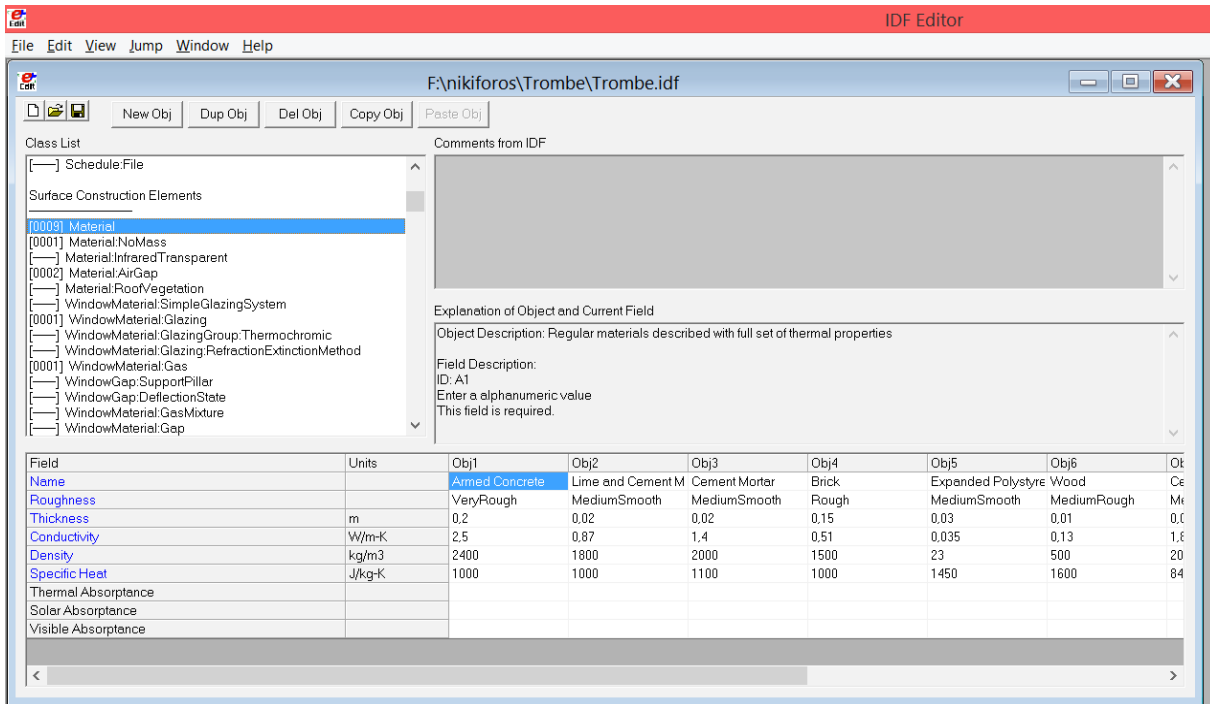 IDF Editor
File Edit View Jump Window Help
F:\nikiforos\Trombe\Trombe.idf
New Obj Dup Obj Del Obj Copy Obj Paste Obj
Class List Comments from IDF
[----] Schedule:File
Surface Construction Elements
[0009] Material
[0001] Material:NoMass
[----] Material:InfraredTransparent
[0002] Material:AirGap
[----] Material:RoofVegetation
[----] WindowMaterial:SimpleGlazingSystem
[0001] WindowMaterial:Glazing
[----] WindowMaterial:GlazingGroup:Thermochromic
[----] WindowMaterial:Glazing:RefractionExtinctionMethod
[0001] WindowMaterial:Gas
[----] WindowGap:SupportPillar
[----] WindowGap:DeflectionState
[----] WindowMaterial:GasMixture
[----] WindowMaterial:Gap
Explanation of Object and Current Field
Object Description: Regular materials described with full set of thermal properties
Field Description:
ID: A1
Enter a alphanumeric value
This field is required.
Field Units Obj1 Obj2 Obj3 Obj4 Obj5 Obj6 Ob
Name Armed Concrete Lime and Cement M Cement Mortar Brick Expanded Polystyre Wood Ce
Roughness VeryRough MediumSmooth MediumSmooth Rough MediumSmooth MediumRough Me
Thickness m 0,2 0,02 0,02 0,15 0,03 0,01 0,0
Conductivity W/m-K 2,5 0,87 1,4 0,51 0,035 0,13 1,8
Density kg/m3 2400 1800 2000 1500 23 500 20
Specific Heat J/kg-K 1000 1000 1100 1000 1450 1600 84
Thermal Absorptance
Solar Absorptance
Visible Absorptance